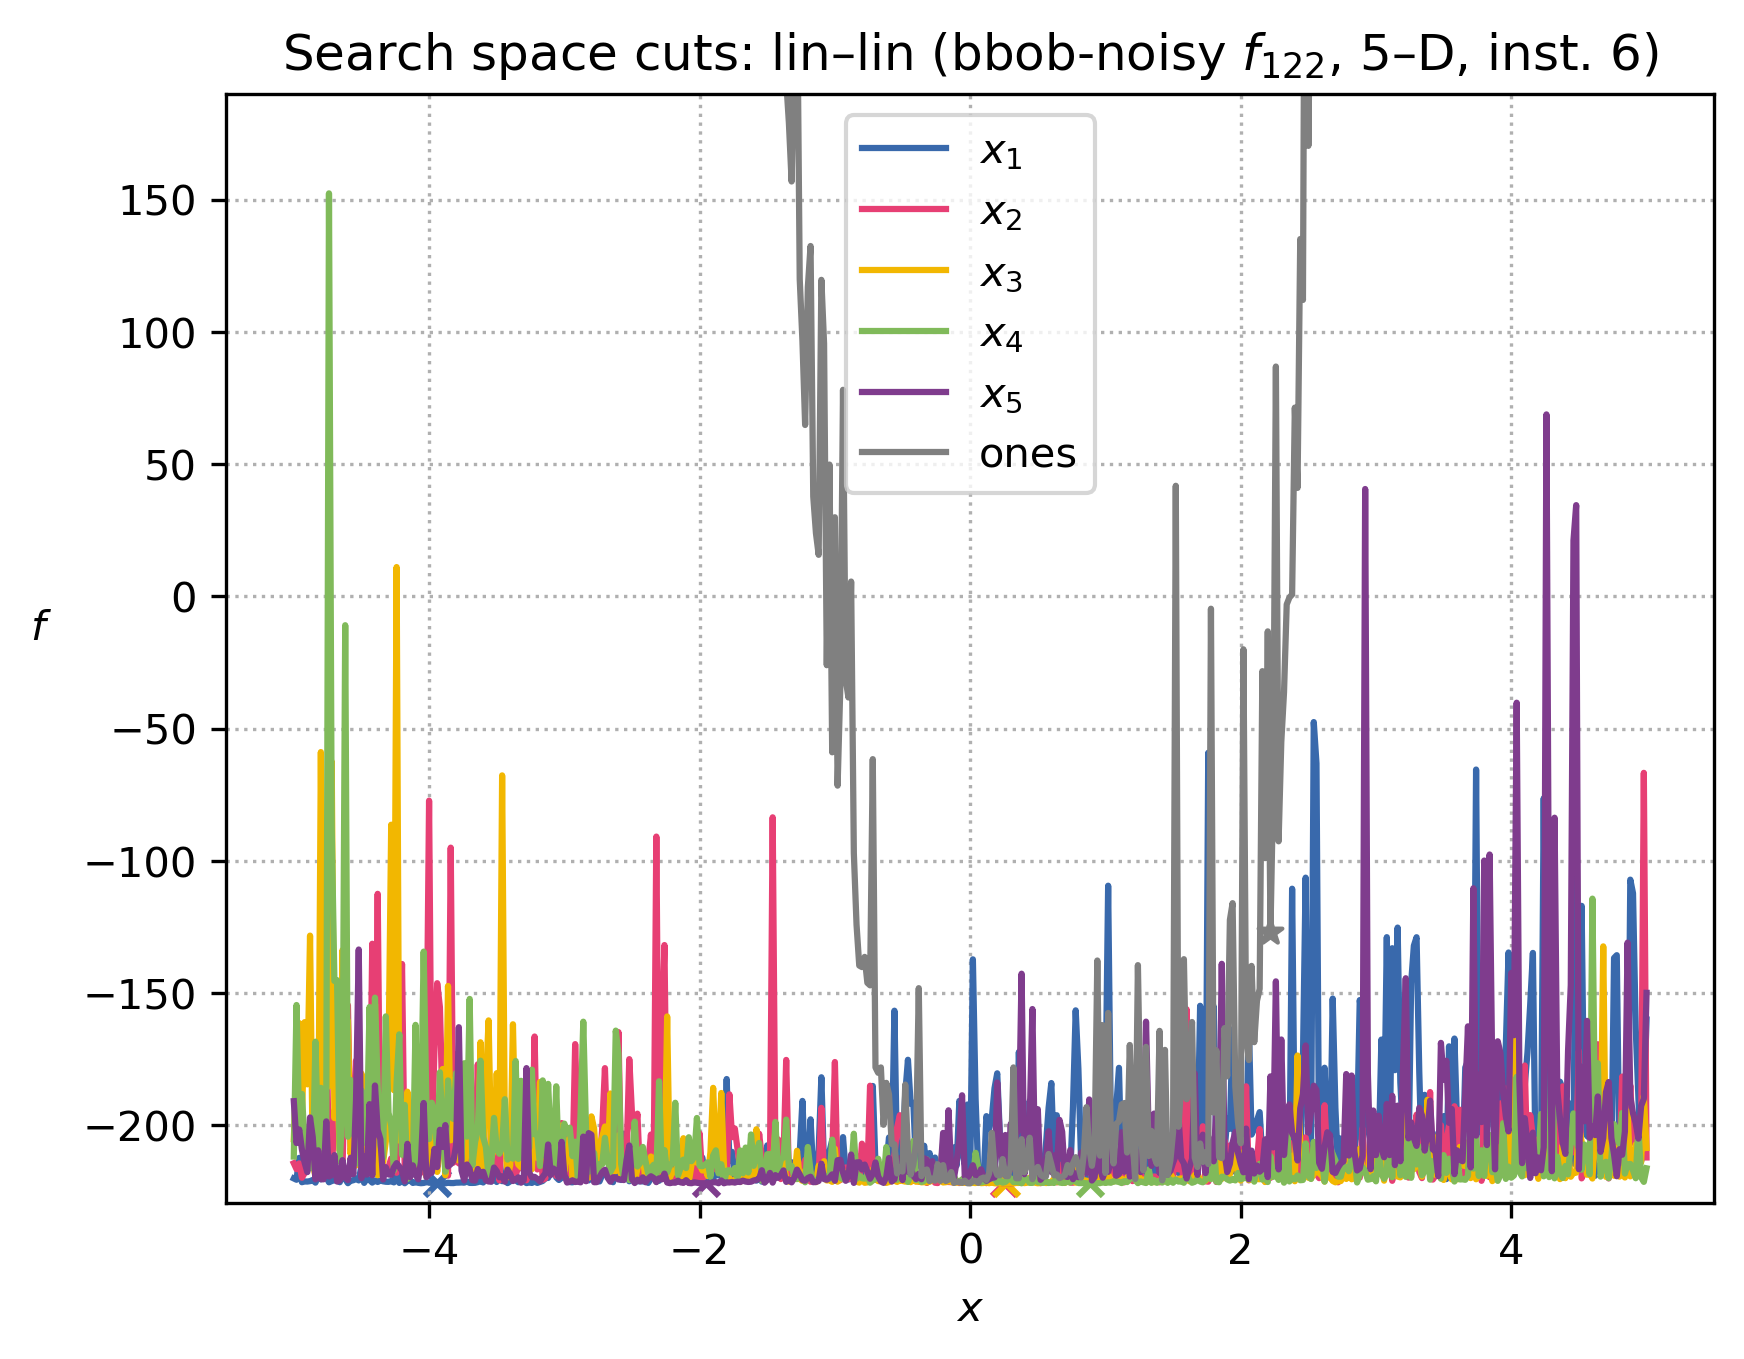 Search space cuts: lin–lin (bbob-noisy f₁₂₂, 5–D, inst. 6)
x₁
x₂
x₃
x₄
x₅
ones
150
100
50
0
−50
−100
−150
−200
f
−4
−2
0
2
4
x